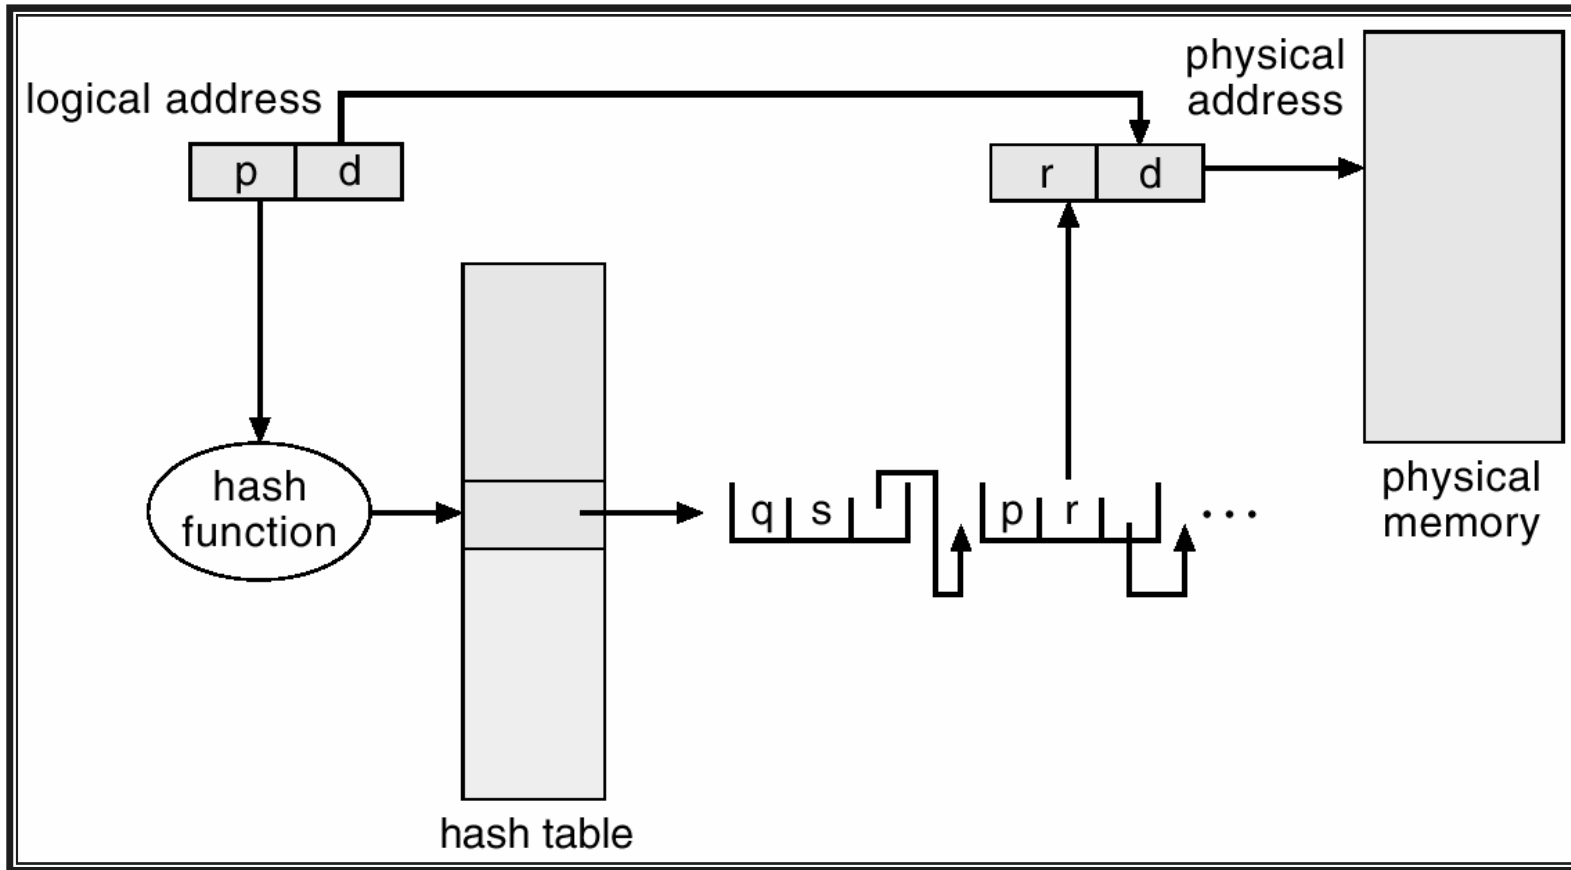 logical address
p d
physical
address
r d
hash
function
q s
p r
...
physical
memory
hash table